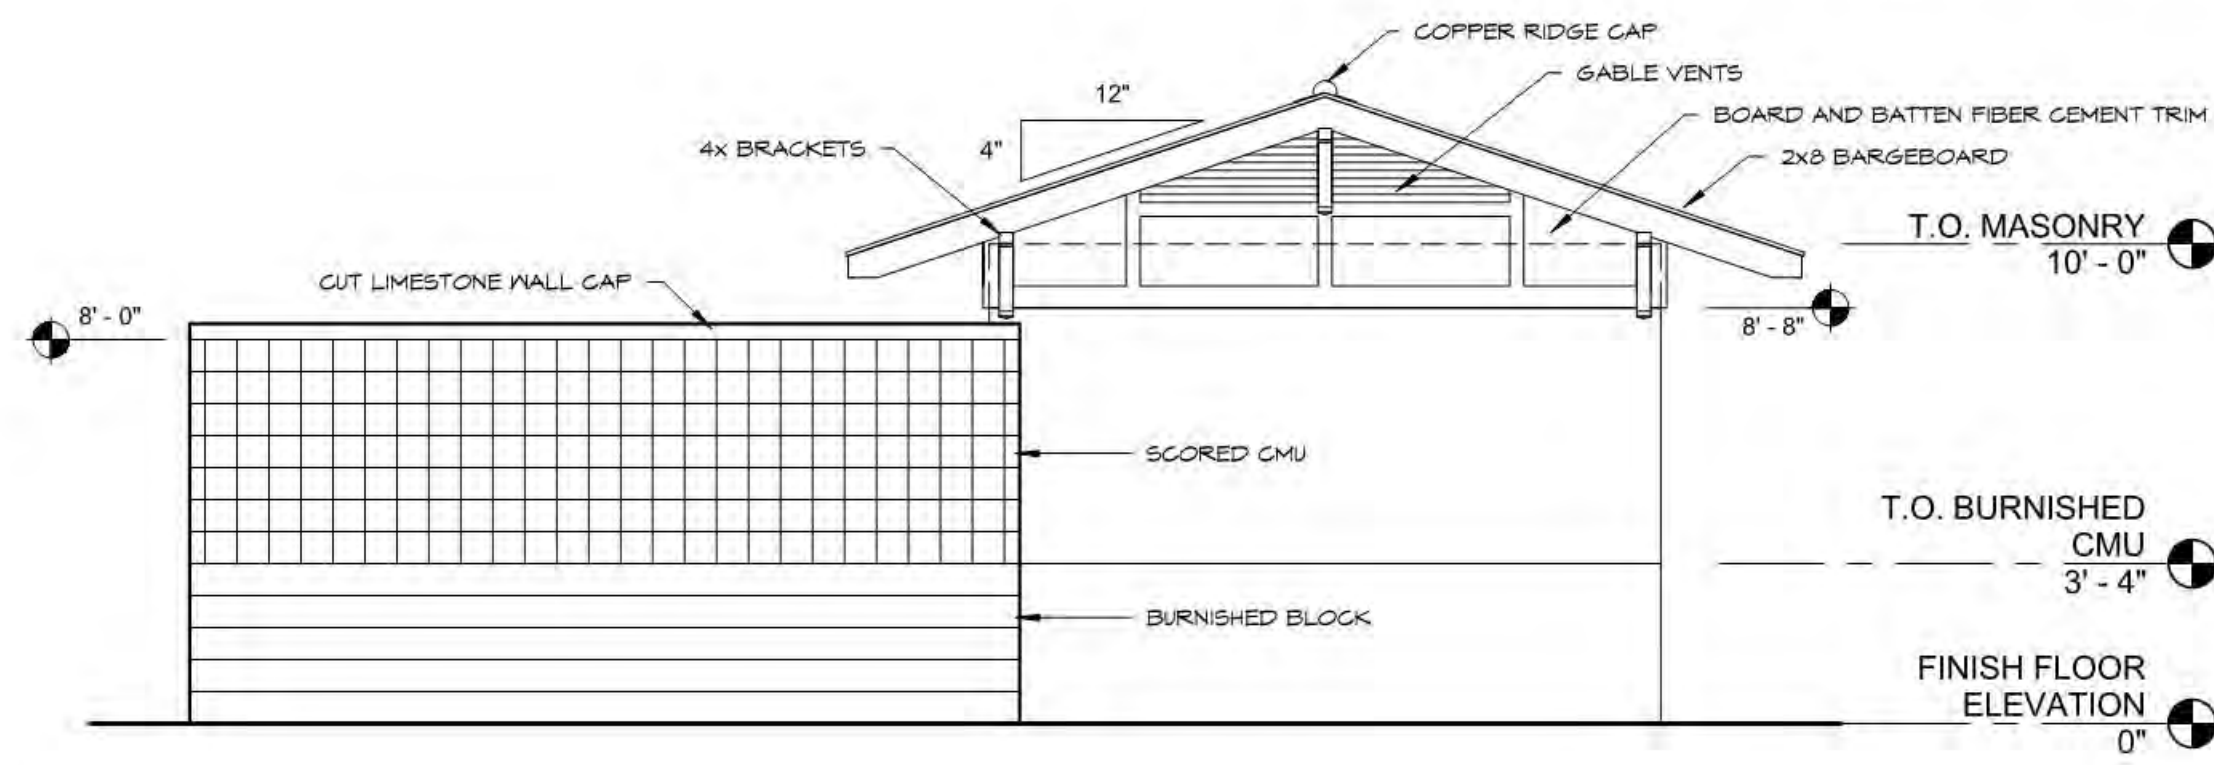 COPPER RIDGE CAP
GABLE VENTS
12"
BOARD AND BATTEN FIBER CEMENT TRIM
4x BRACKETS
4"
2x8 BARGEBOARD
T.O. MASONRY
10' - 0"
CUT LIMESTONE WALL CAP
8' - 0"
8' - 8"
SCORED CMU
T.O. BURNISHED
CMU
3' - 4"
BURNISHED BLOCK
FINISH FLOOR
ELEVATION
0"